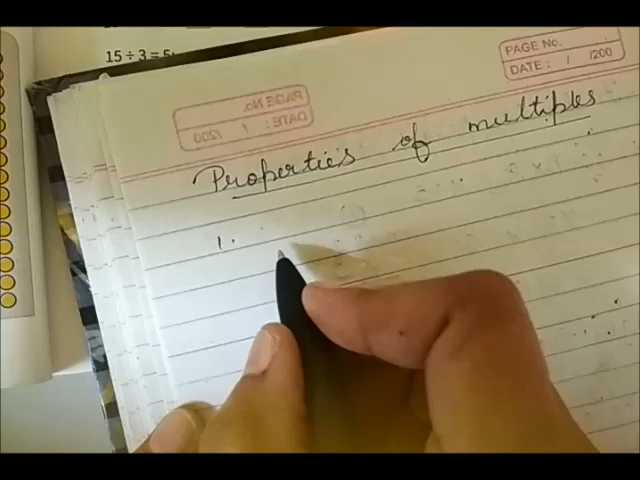 15 ÷ 3 = 5
PAGE No.
DATE: / /200
PAGE No.
DATE: / /200
Properties of multiples
1.